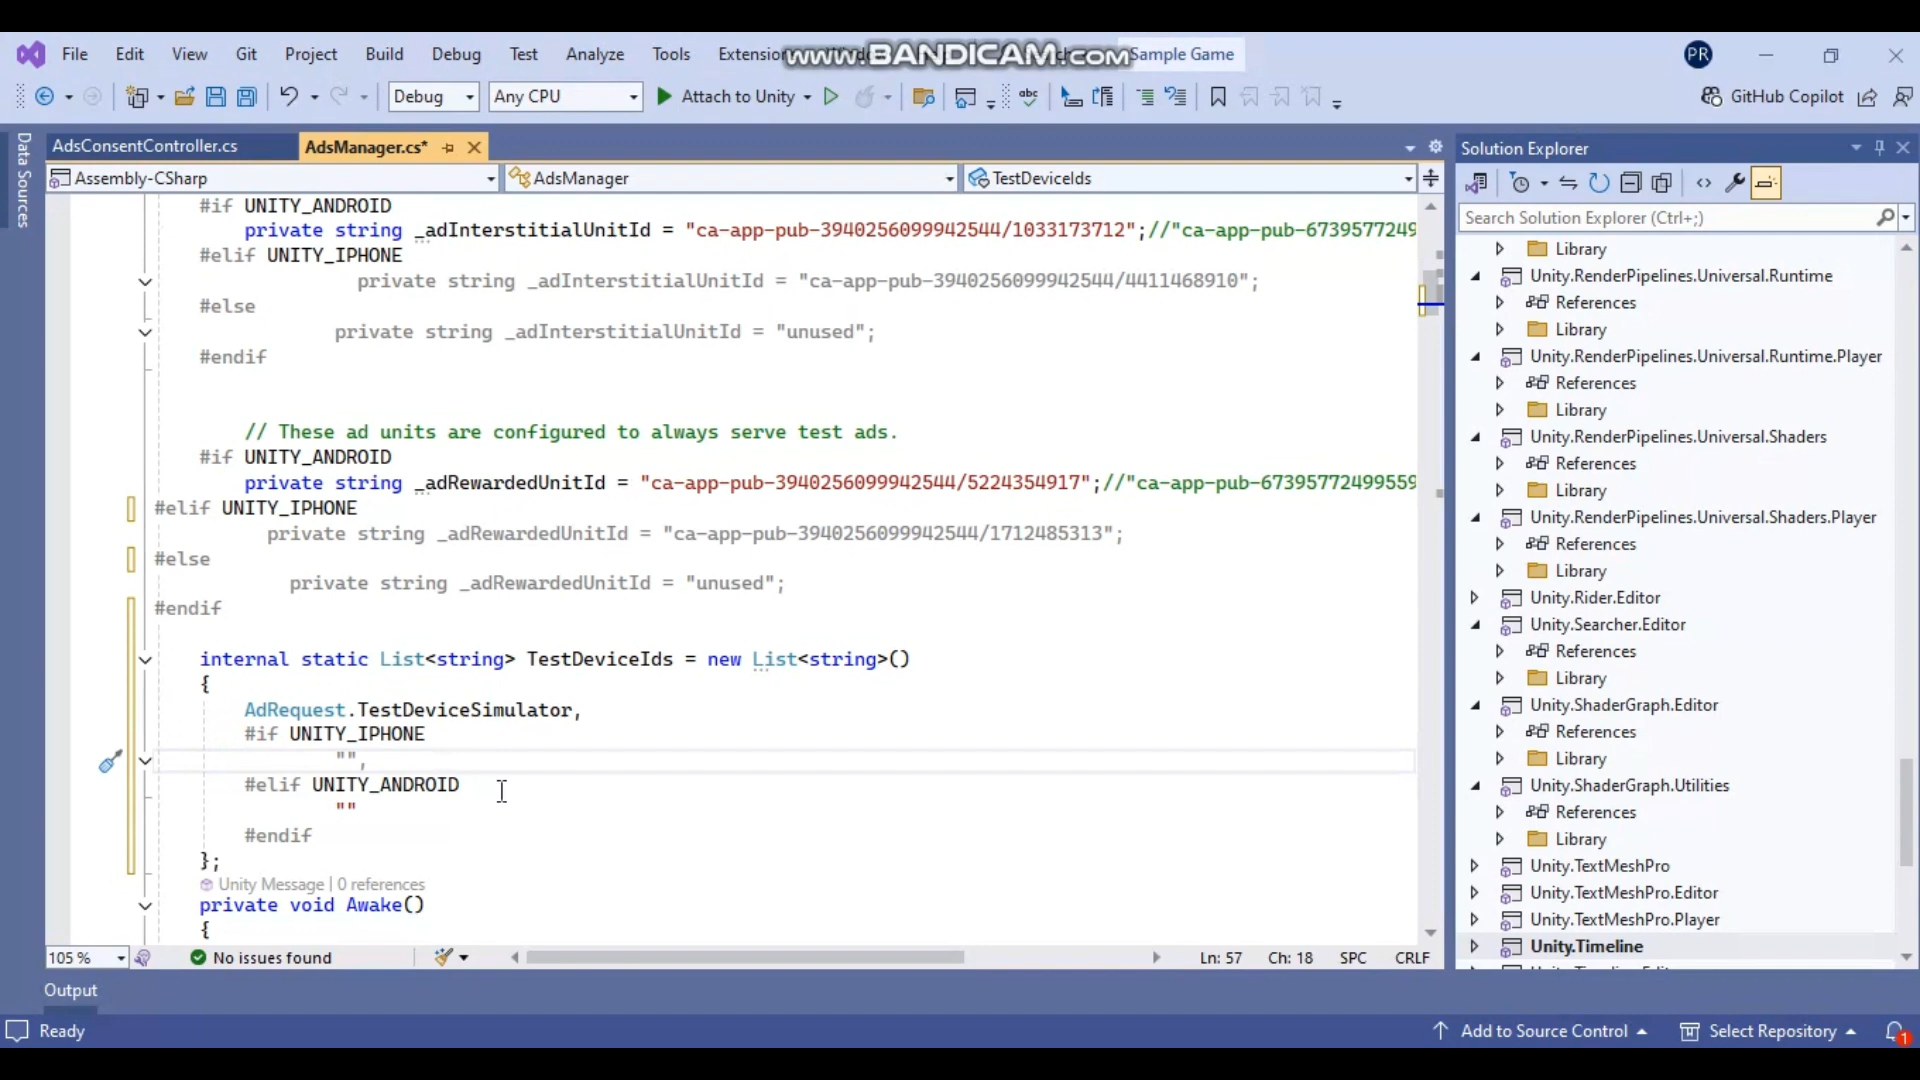 File Edit View Git Project Build Debug Test Analyze Tools Extension
www.BANDICAM.com
Sample Game
PR
Debug Any CPU Attach to Unity
abc
GitHub Copilot
Data Sources
AdsConsentController.cs AdsManager.cs*
Assembly-CSharp AdsManager TestDeviceIds
#if UNITY_ANDROID
private string _adInterstitialUnitId = "ca-app-pub-3940256099942544/1033173712";//"ca-app-pub-6739577249
#elif UNITY_IPHONE
private string _adInterstitialUnitId = "ca-app-pub-3940256099942544/4411468910";
#else
private string _adInterstitialUnitId = "unused";
#endif
// These ad units are configured to always serve test ads.
#if UNITY_ANDROID
private string _adRewardedUnitId = "ca-app-pub-3940256099942544/5224354917";//"ca-app-pub-67395772499559
#elif UNITY_IPHONE
private string _adRewardedUnitId = "ca-app-pub-3940256099942544/1712485313";
#else
private string _adRewardedUnitId = "unused";
#endif
internal static List<string> TestDeviceIds = new List<string>()
{
AdRequest.TestDeviceSimulator,
#if UNITY_IPHONE
"",
#elif UNITY_ANDROID
""
#endif
};
Unity Message | 0 references
private void Awake()
{
105 % No issues found Ln: 57 Ch: 18 SPC CRLF
Solution Explorer
Search Solution Explorer (Ctrl+;)
Library
Unity.RenderPipelines.Universal.Runtime
References
Library
Unity.RenderPipelines.Universal.Runtime.Player
References
Library
Unity.RenderPipelines.Universal.Shaders
References
Library
Unity.RenderPipelines.Universal.Shaders.Player
References
Library
Unity.Rider.Editor
Unity.Searcher.Editor
References
Library
Unity.ShaderGraph.Editor
References
Library
Unity.ShaderGraph.Utilities
References
Library
Unity.TextMeshPro
Unity.TextMeshPro.Editor
Unity.TextMeshPro.Player
Unity.Timeline
Output
Ready
Add to Source Control Select Repository 1